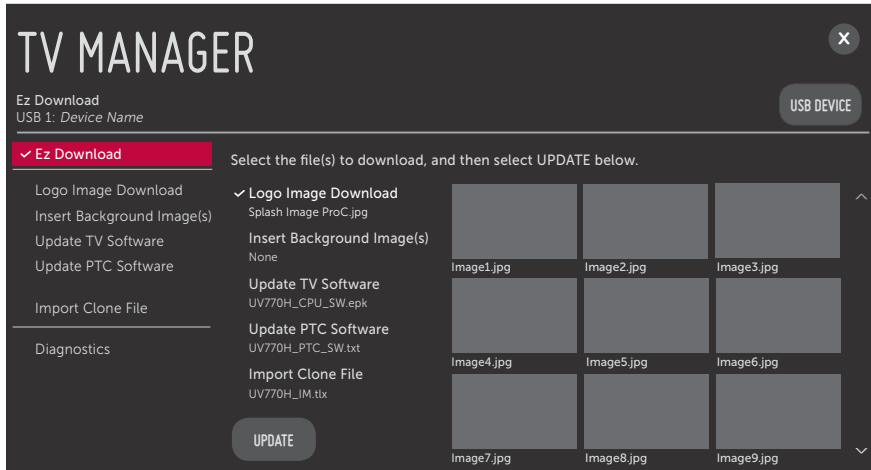 TV MANAGER
X
Ez Download
USB 1: Device Name
USB DEVICE
Ez Download
Logo Image Download
Insert Background Image(s)
Update TV Software
Update PTC Software
Import Clone File
Diagnostics
Select the file(s) to download, and then select UPDATE below.
Logo Image Download
Splash Image ProC.jpg
Insert Background Image(s)
None
Update TV Software
UV770H_CPU_SW.epk
Update PTC Software
UV770H_PTC_SW.txt
Import Clone File
UV770H_IM.tlx
UPDATE
Image1.jpg
Image2.jpg
Image3.jpg
Image4.jpg
Image5.jpg
Image6.jpg
Image7.jpg
Image8.jpg
Image9.jpg